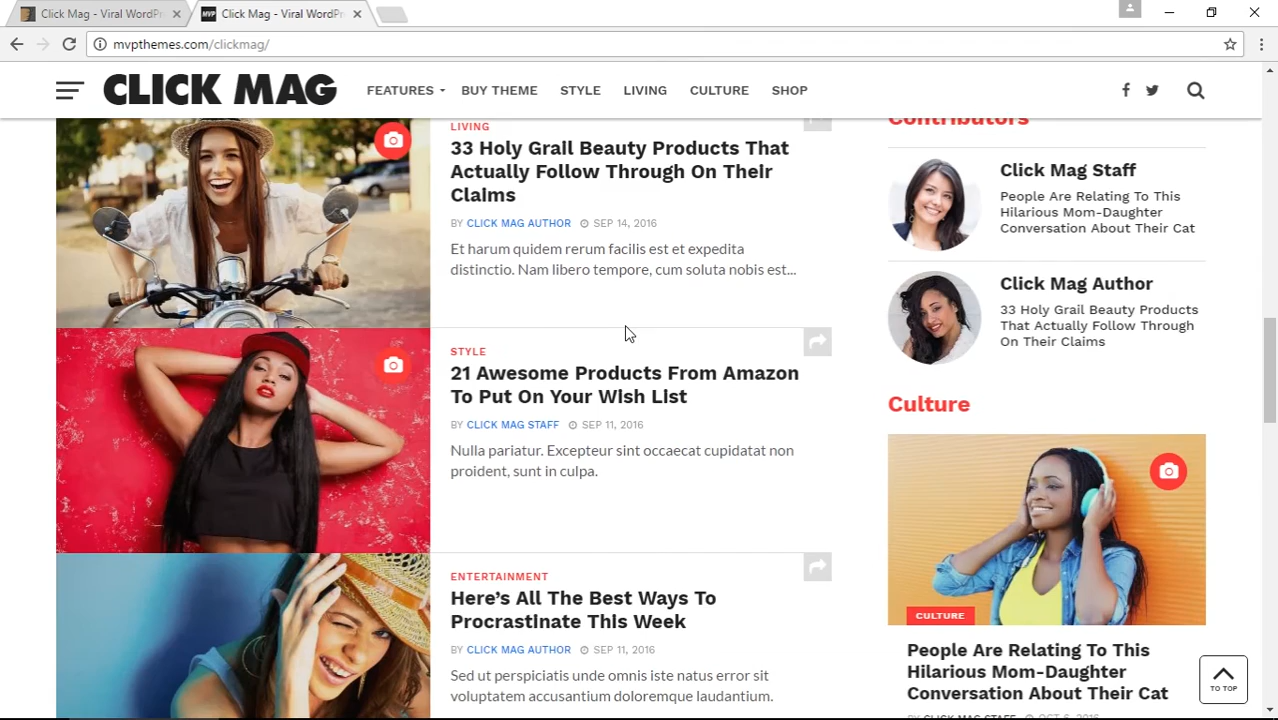 Click Mag - Viral WordPr
Click Mag - Viral WordPr
mvpthemes.com/clickmag/
CLICK MAG
FEATURES
BUY THEME
STYLE
LIVING
CULTURE
SHOP
LIVING
33 Holy Grail Beauty Products That
Actually Follow Through On Their
Claims
BY CLICK MAG AUTHOR SEP 14, 2016
Et harum quidem rerum facilis est et expedita
distinctio. Nam libero tempore, cum soluta nobis est...
STYLE
21 Awesome Products From Amazon
To Put On Your Wish List
BY CLICK MAG STAFF SEP 11, 2016
Nulla pariatur. Excepteur sint occaecat cupidatat non
proident, sunt in culpa.
ENTERTAINMENT
Here's All The Best Ways To
Procrastinate This Week
BY CLICK MAG AUTHOR SEP 11, 2016
Sed ut perspiciatis unde omnis iste natus error sit
voluptatem accusantium doloremque laudantium.
Contributors
Click Mag Staff
People Are Relating To This
Hilarious Mom-Daughter
Conversation About Their Cat
Click Mag Author
33 Holy Grail Beauty Products
That Actually Follow Through
On Their Claims
Culture
CULTURE
People Are Relating To This
Hilarious Mom-Daughter
Conversation About Their Cat
BY CLICK MAG STAFF OCT 6, 2016
TO TOP